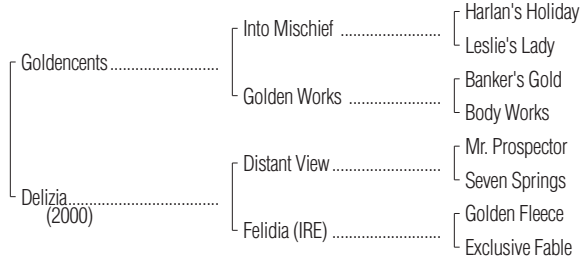 Harlan's Holiday
Into Mischief ....................
Leslie's Lady
Goldencents .....................
Banker's Gold
Golden Works ..................
Body Works
Mr. Prospector
Distant View .....................
Seven Springs
Delizia..............................
(2000)
Golden Fleece
Felidia (IRE) .....................
Exclusive Fable